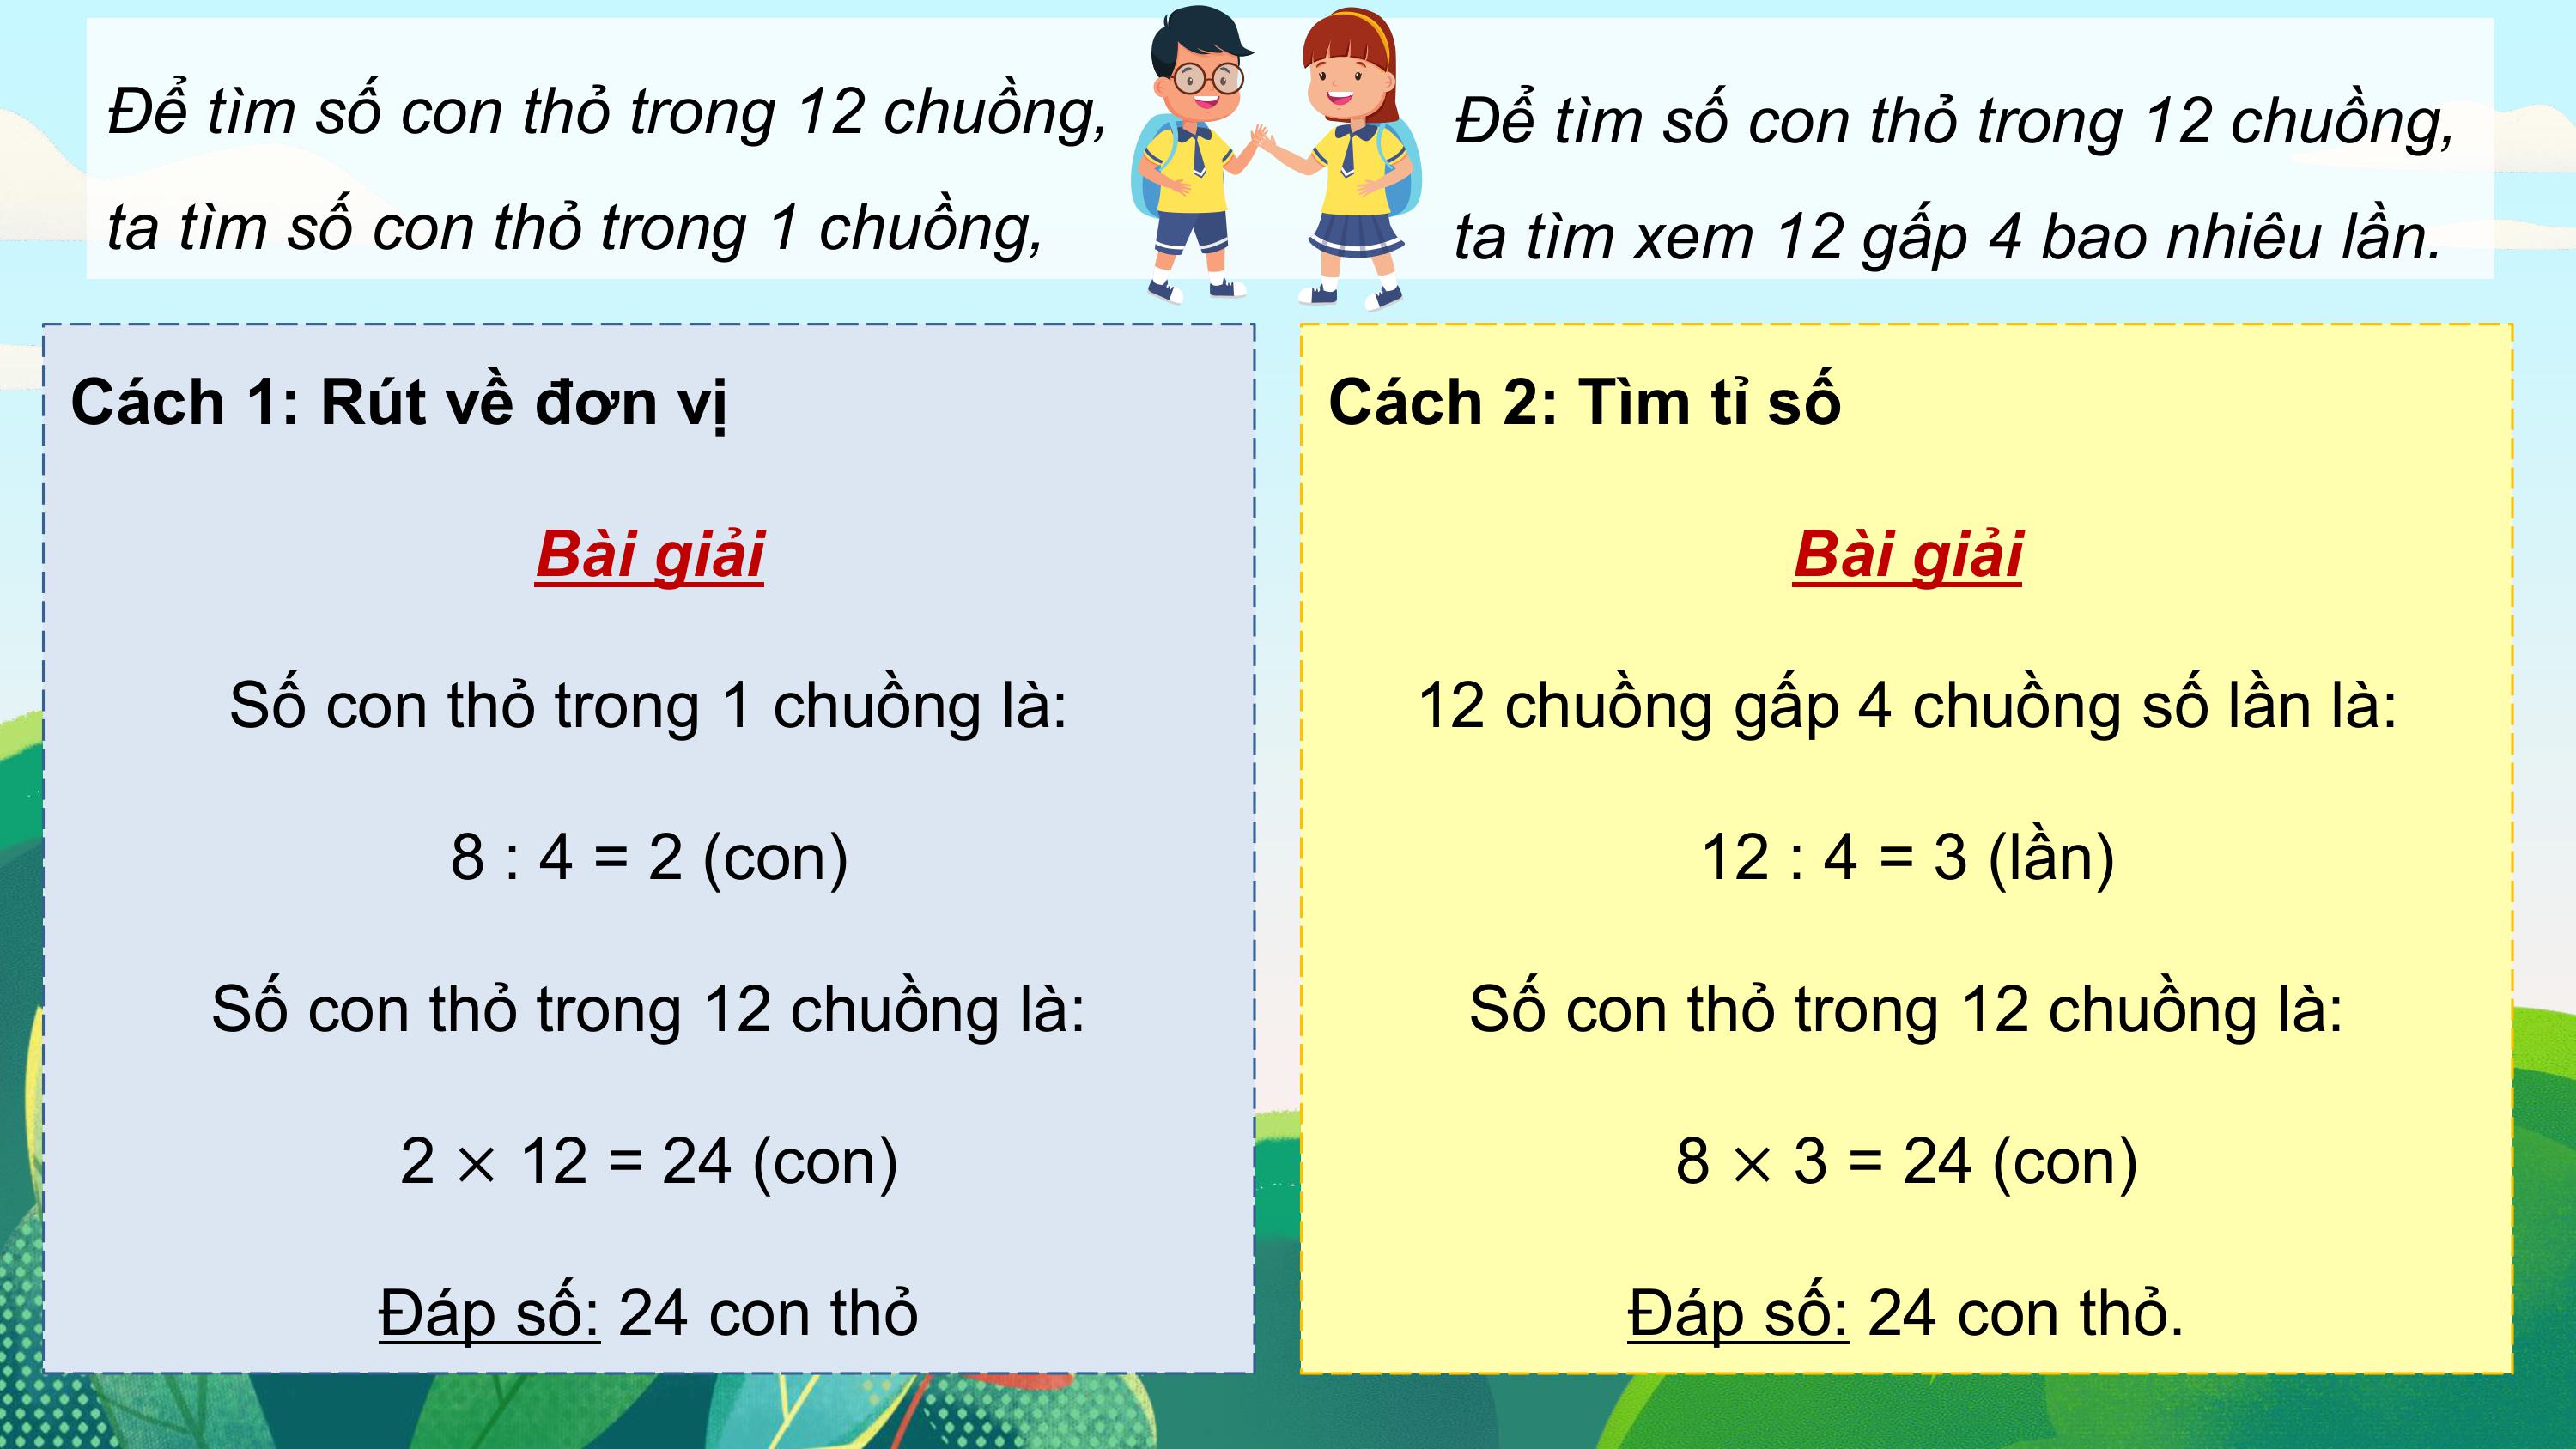 Để tìm số con thỏ trong 12 chuồng,
ta tìm số con thỏ trong 1 chuồng,
Để tìm số con thỏ trong 12 chuồng,
ta tìm xem 12 gấp 4 bao nhiêu lần.
Cách 1: Rút về đơn vị
Bài giải
Số con thỏ trong 1 chuồng là:
8 : 4 = 2 (con)
Số con thỏ trong 12 chuồng là:
2 × 12 = 24 (con)
Đáp số: 24 con thỏ
Cách 2: Tìm tỉ số
Bài giải
12 chuồng gấp 4 chuồng số lần là:
12 : 4 = 3 (lần)
Số con thỏ trong 12 chuồng là:
8 × 3 = 24 (con)
Đáp số: 24 con thỏ.